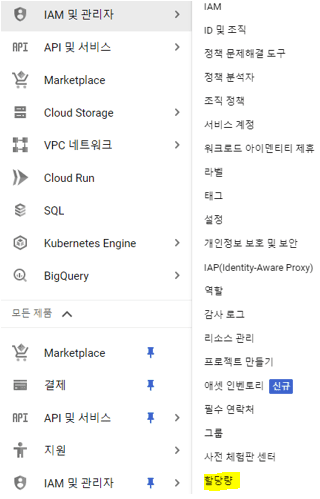 IAM 및 관리자
API 및 서비스
Marketplace
Cloud Storage
VPC 네트워크
Cloud Run
SQL
Kubernetes Engine
BigQuery
모든 제품
Marketplace
결제
API 및 서비스
지원
IAM 및 관리자
IAM
ID 및 조직
정책 문제해결 도구
정책 분석자
조직 정책
서비스 계정
워크로드 아이덴티티 제휴
라벨
태그
설정
개인정보 보호 및 보안
IAP(Identity-Aware Proxy)
역할
감사 로그
리소스 관리
프로젝트 만들기
애셋 인벤토리 신규
필수 연락처
그룹
사전 체험판 센터
할당량